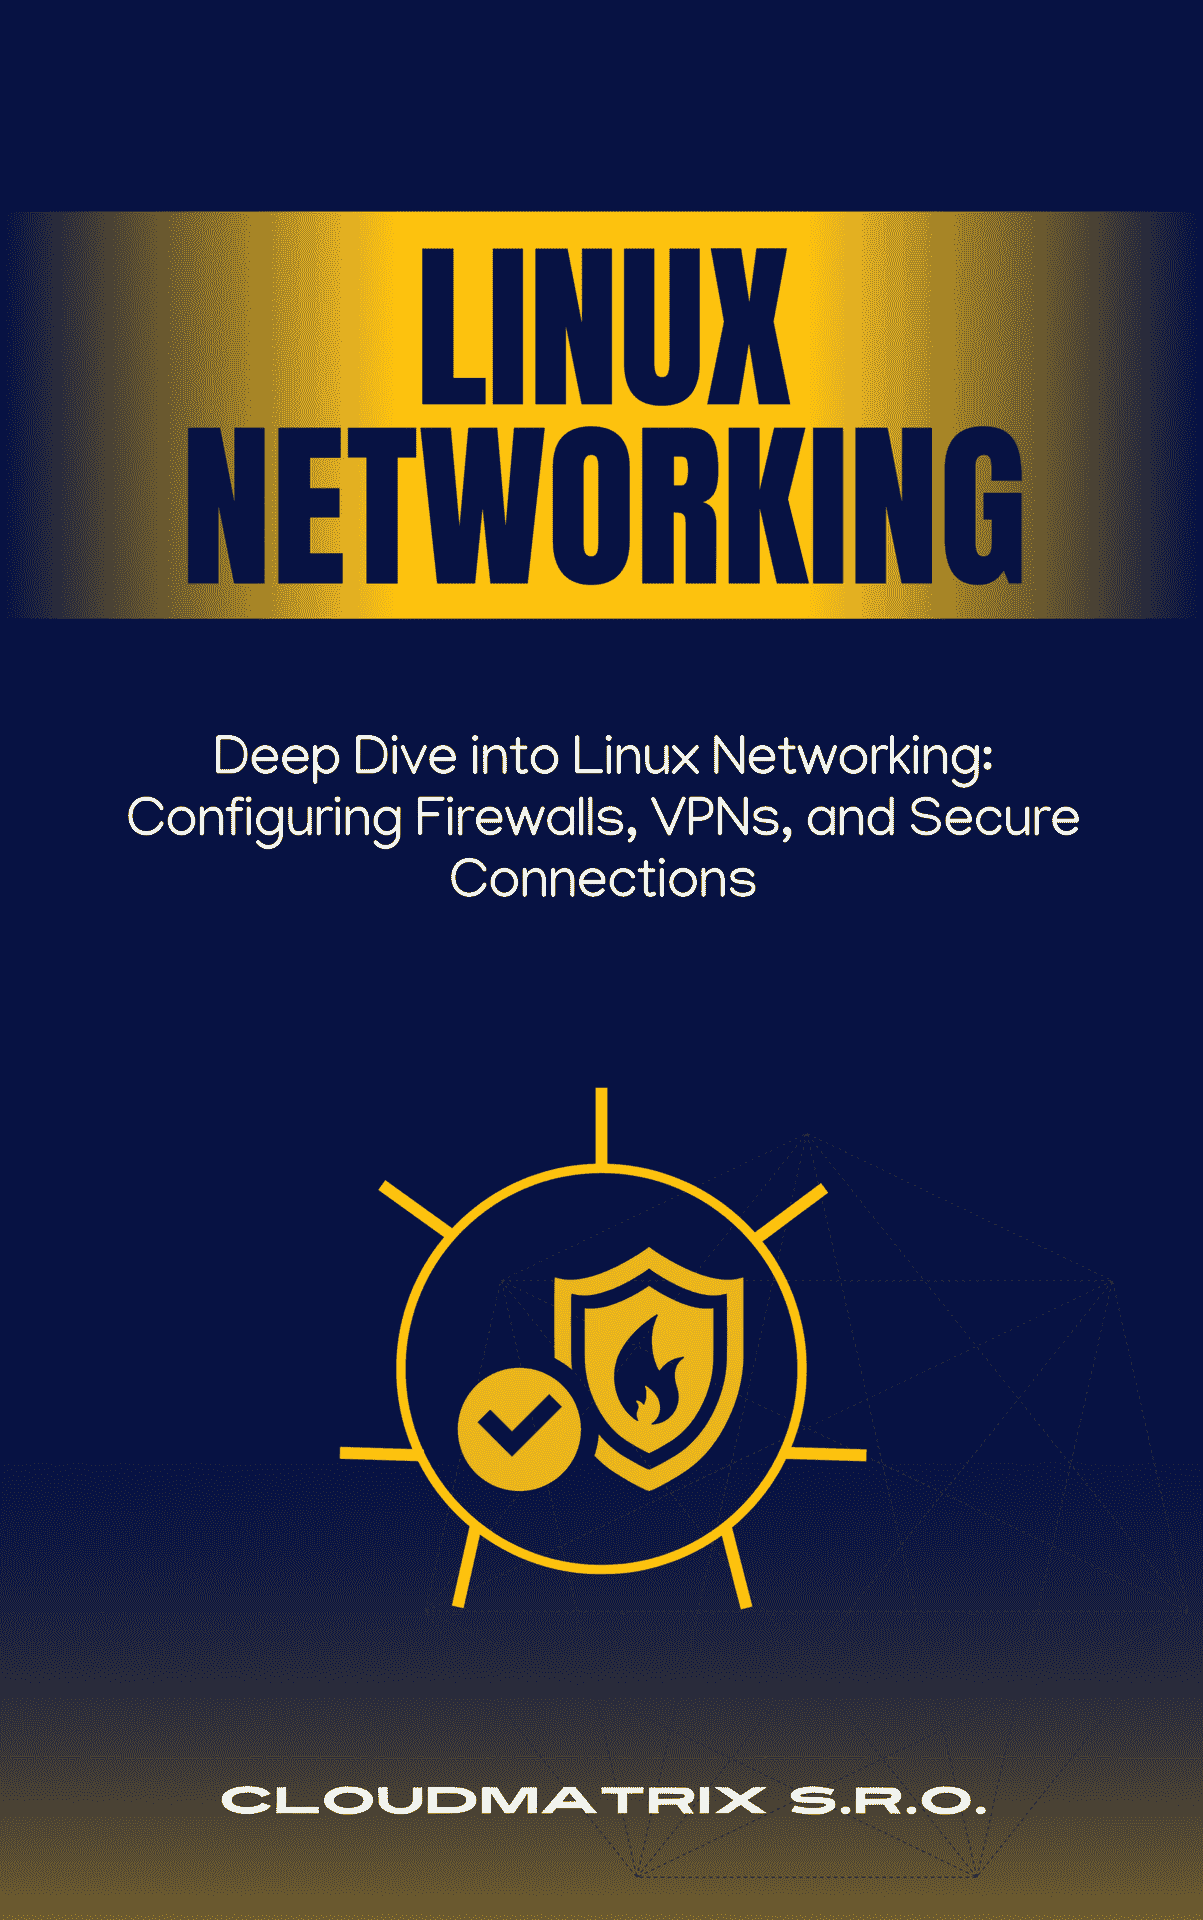 LINUX
NETWORKING
Deep Dive into Linux Networking:
Configuring Firewalls, VPNs, and Secure
Connections
CLOUDMATRIX S.R.O.